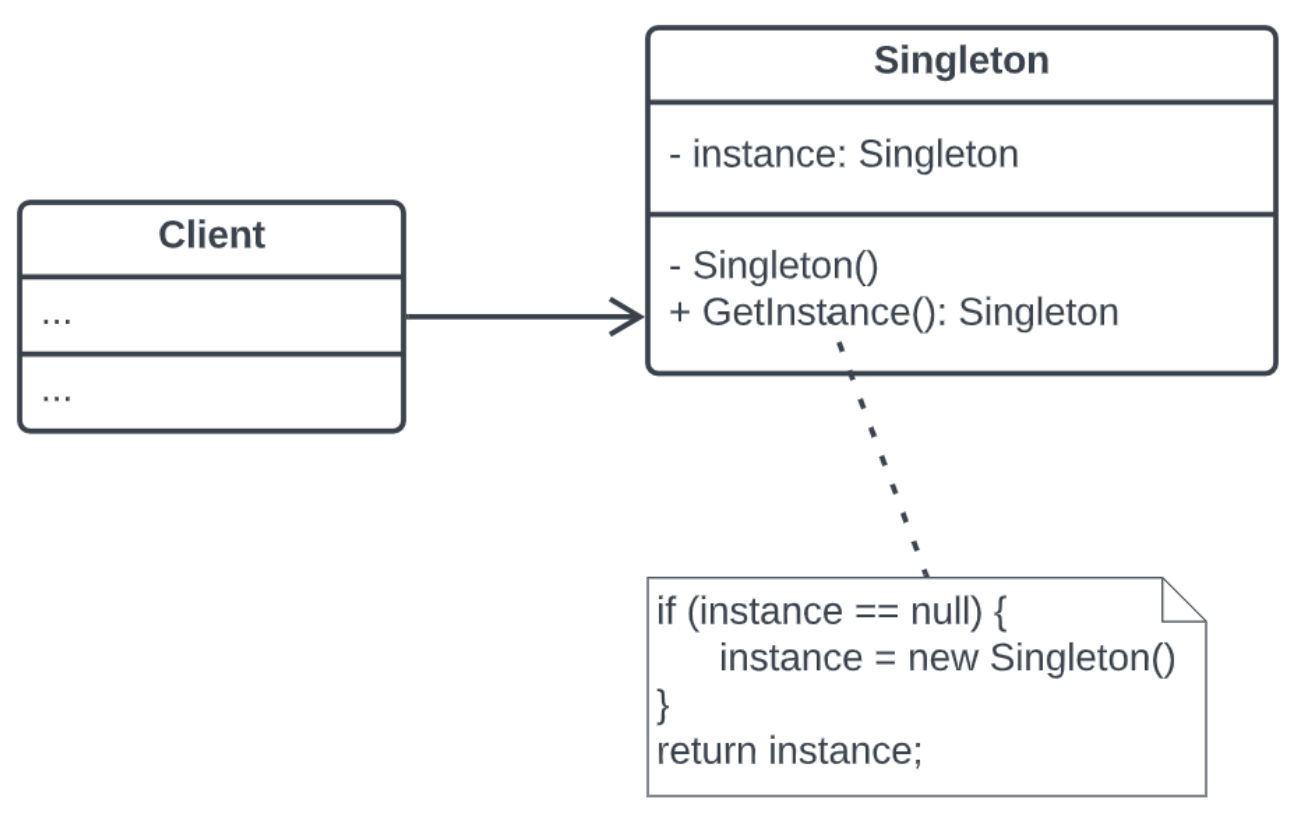 Singleton
- instance: Singleton
- Singleton()
+ GetInstance(): Singleton
Client
...
...
if (instance == null) {
instance = new Singleton()
}
return instance;